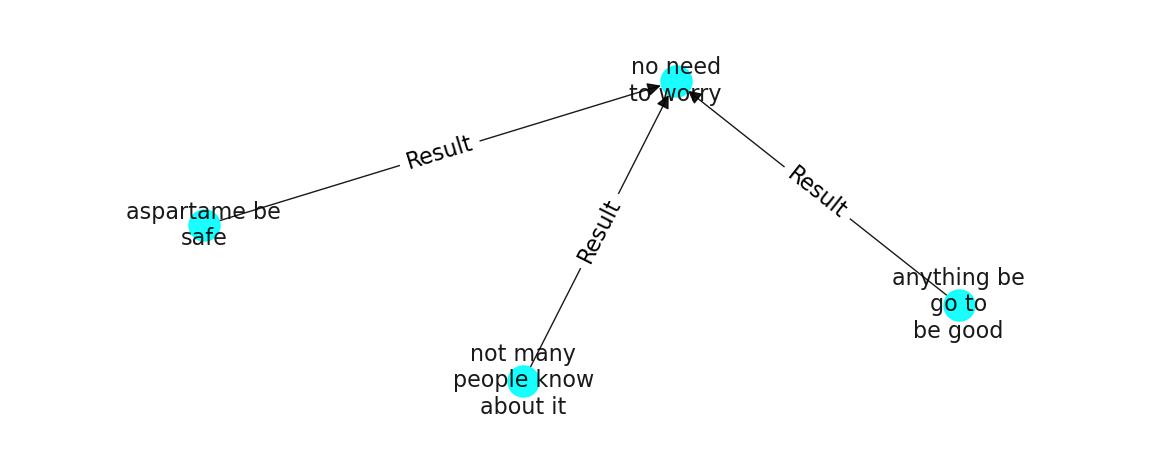 no need
to worry
Result
aspartame be
safe
Result
Result
anything be
go to
be good
not many
people know
about it